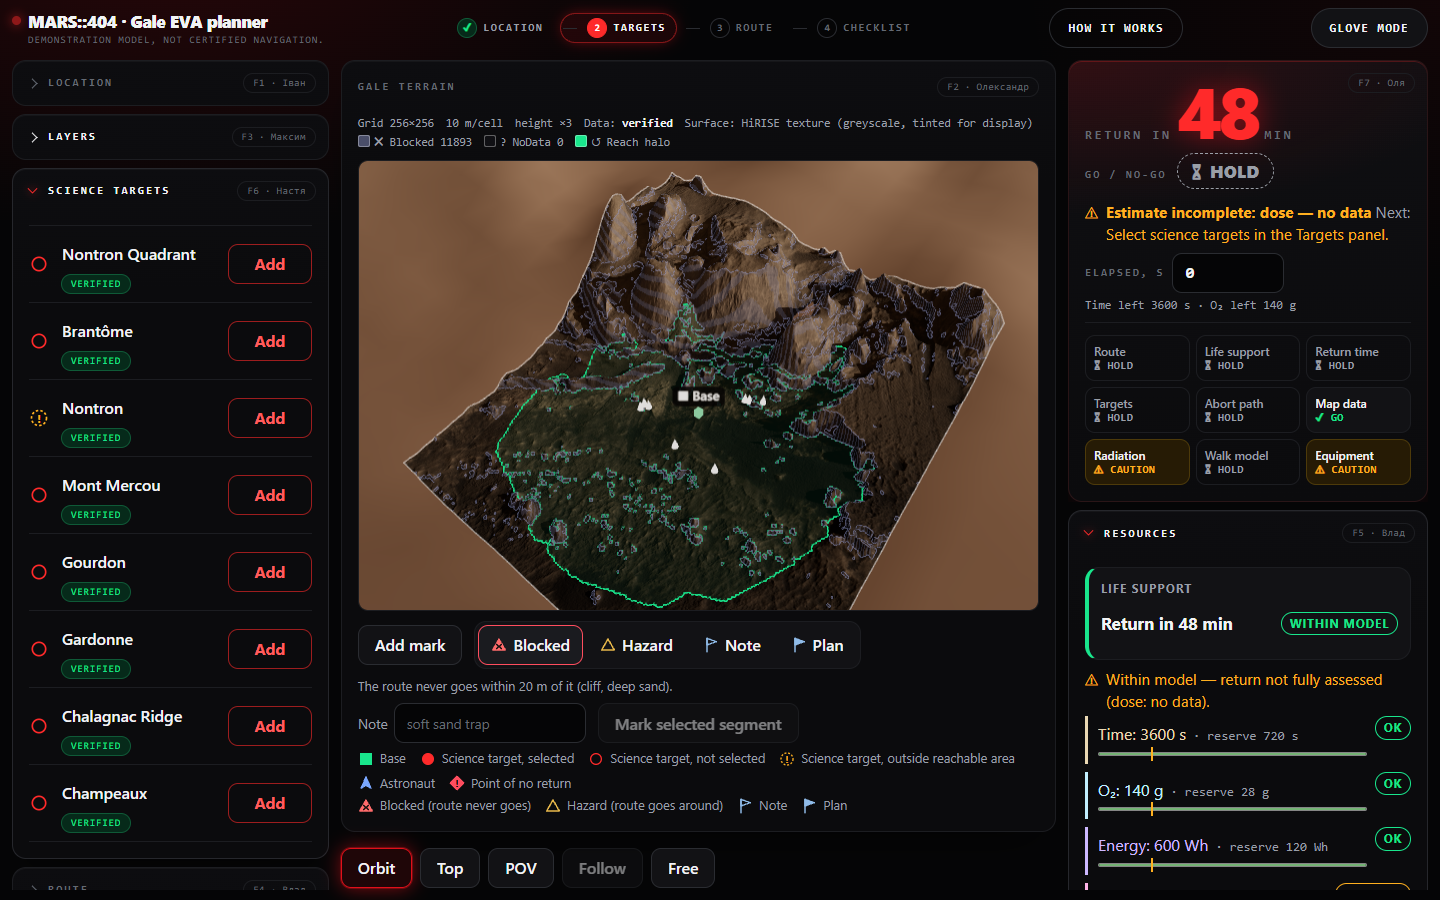 MARS::404 · Gale EVA planner
DEMONSTRATION MODEL, NOT CERTIFIED NAVIGATION.
LOCATION
2 TARGETS
3 ROUTE
4 CHECKLIST
HOW IT WORKS
GLOVE MODE
LOCATION
F1 · Іван
LAYERS
F3 · Максим
SCIENCE TARGETS
F6 · Настя
Nontron Quadrant
VERIFIED
Add
Brantôme
VERIFIED
Add
Nontron
VERIFIED
Add
Mont Mercou
VERIFIED
Add
Gourdon
VERIFIED
Add
Gardonne
VERIFIED
Add
Chalagnac Ridge
VERIFIED
Add
Champeaux
VERIFIED
Add
ROUTE
F4 · Влад
GALE TERRAIN
F2 · Олександр
Grid 256×256 10 m/cell height ×3 Data: verified Surface: HiRISE texture (greyscale, tinted for display)
✕ Blocked 11893 ? NoData 0 ↺ Reach halo
Base
Add mark
Blocked
Hazard
Note
Plan
The route never goes within 20 m of it (cliff, deep sand).
Note
soft sand trap
Mark selected segment
Base
Science target, selected
Science target, not selected
Science target, outside reachable area
Astronaut
Point of no return
Blocked (route never goes)
Hazard (route goes around)
Note
Plan
Orbit
Top
POV
Follow
Free
F7 · Оля
RETURN IN 48 MIN
GO / NO-GO
HOLD
Estimate incomplete: dose — no data Next:
Select science targets in the Targets panel.
ELAPSED, S
0
Time left 3600 s · O₂ left 140 g
Route
HOLD
Life support
HOLD
Return time
HOLD
Targets
HOLD
Abort path
HOLD
Map data
GO
Radiation
CAUTION
Walk model
HOLD
Equipment
CAUTION
RESOURCES
F5 · Влад
LIFE SUPPORT
Return in 48 min
WITHIN MODEL
Within model — return not fully assessed
(dose: no data).
Time: 3600 s · reserve 720 s
OK
O₂: 140 g · reserve 28 g
OK
Energy: 600 Wh · reserve 120 Wh
OK